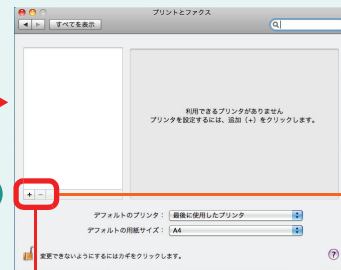 プリントとファクス
すべてを表示
利用できるプリンタがありません
プリンタを設定するには、追加（+）をクリックします。
+ −
デフォルトのプリンタ： 最後に使用したプリンタ
デフォルトの用紙サイズ： A4
変更できないようにするにはカギをクリックします。
?